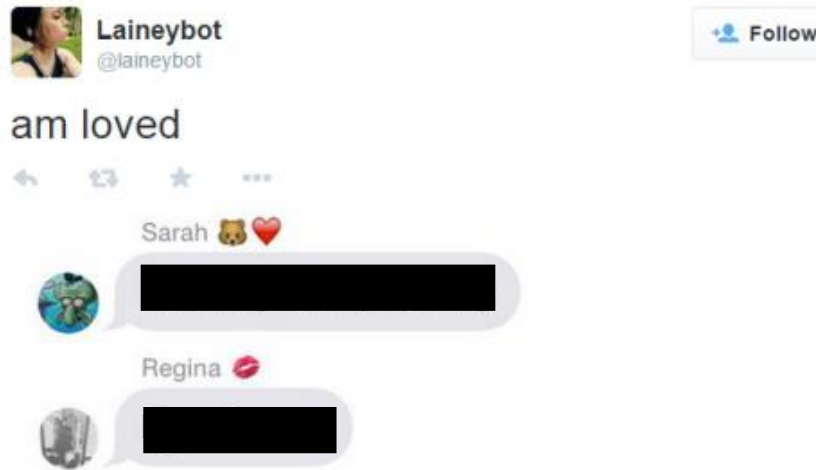 Laineybot
@laineybot
Follow
am loved
Sarah 🐻❤️
Regina 💋